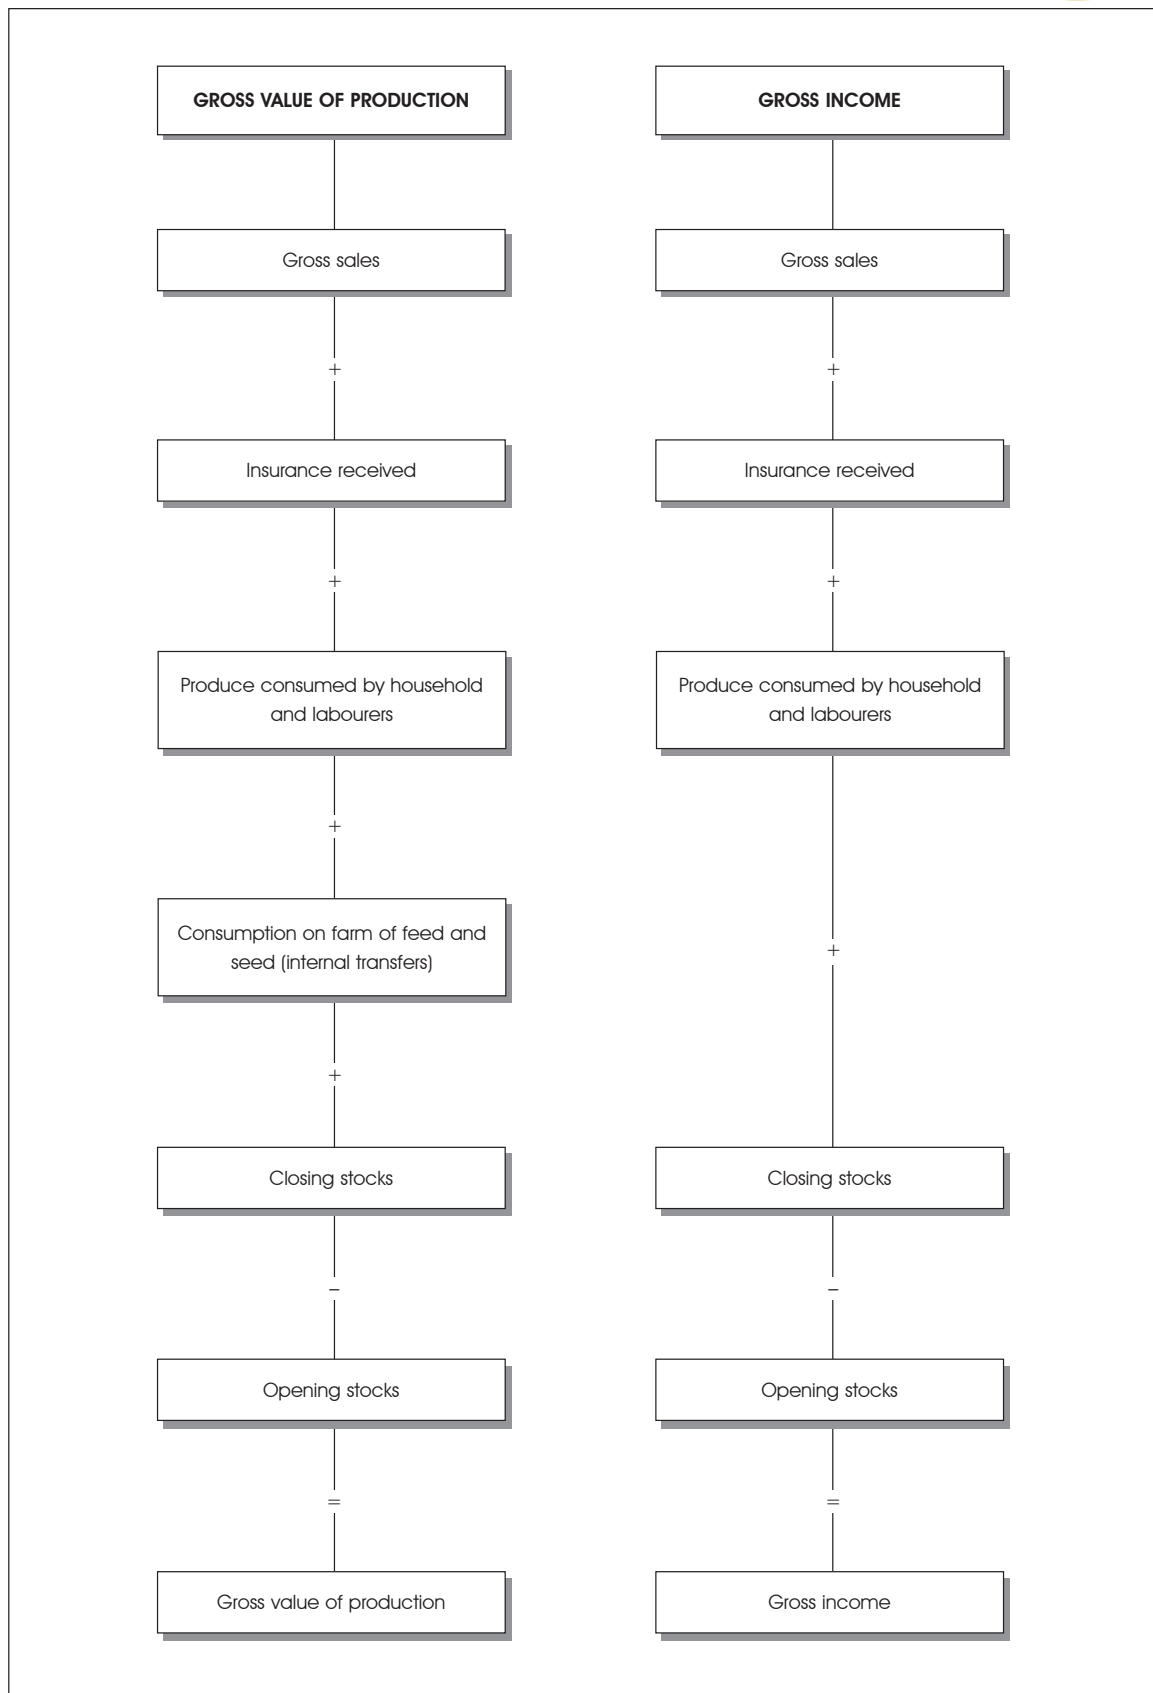 GROSS VALUE OF PRODUCTION
Gross sales
+
Insurance received
+
Produce consumed by household
and labourers
+
Consumption on farm of feed and
seed (internal transfers)
+
Closing stocks
–
Opening stocks
=
Gross value of production
GROSS INCOME
Gross sales
+
Insurance received
+
Produce consumed by household
and labourers
+
Closing stocks
–
Opening stocks
=
Gross income